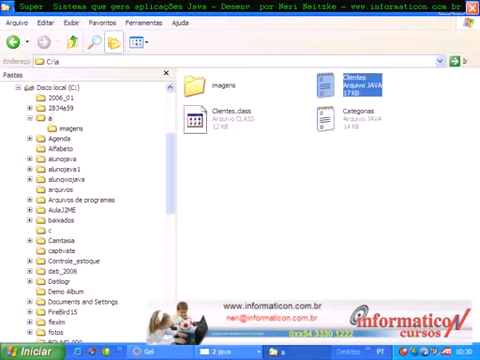 Super Sistema que gera aplicações Java - Desenv. por Neri Neitzke - www.informaticon.com.br
Arquivo Editar Exibir Favoritos Ferramentas Ajuda
Endereço C:\a Ir
Pastas
Disco local (C:)
2006_01
2834a59
a
imagens
Agenda
Alfabeto
alunojava
alunojava1
alunojava
arquivos
Arquivos de programas
AulaJ2ME
baixados
c
Camtasia
captivate
Controle_estoque
dati_2006
Datilogr
Demo Album
Documents and Settings
FireBird15
flexlm
fotos
imagens
Clientes
Arquivo JAVA
17 KB
Clientes.class
Arquivo CLASS
12 KB
Categorias
Arquivo JAVA
14 KB
www.informaticon.com.br
neri@informaticon.com.br
0xx54 3330 1222
informaticon
cursos
Iniciar
Gel
2 java
a
Desktop
PT
10:30